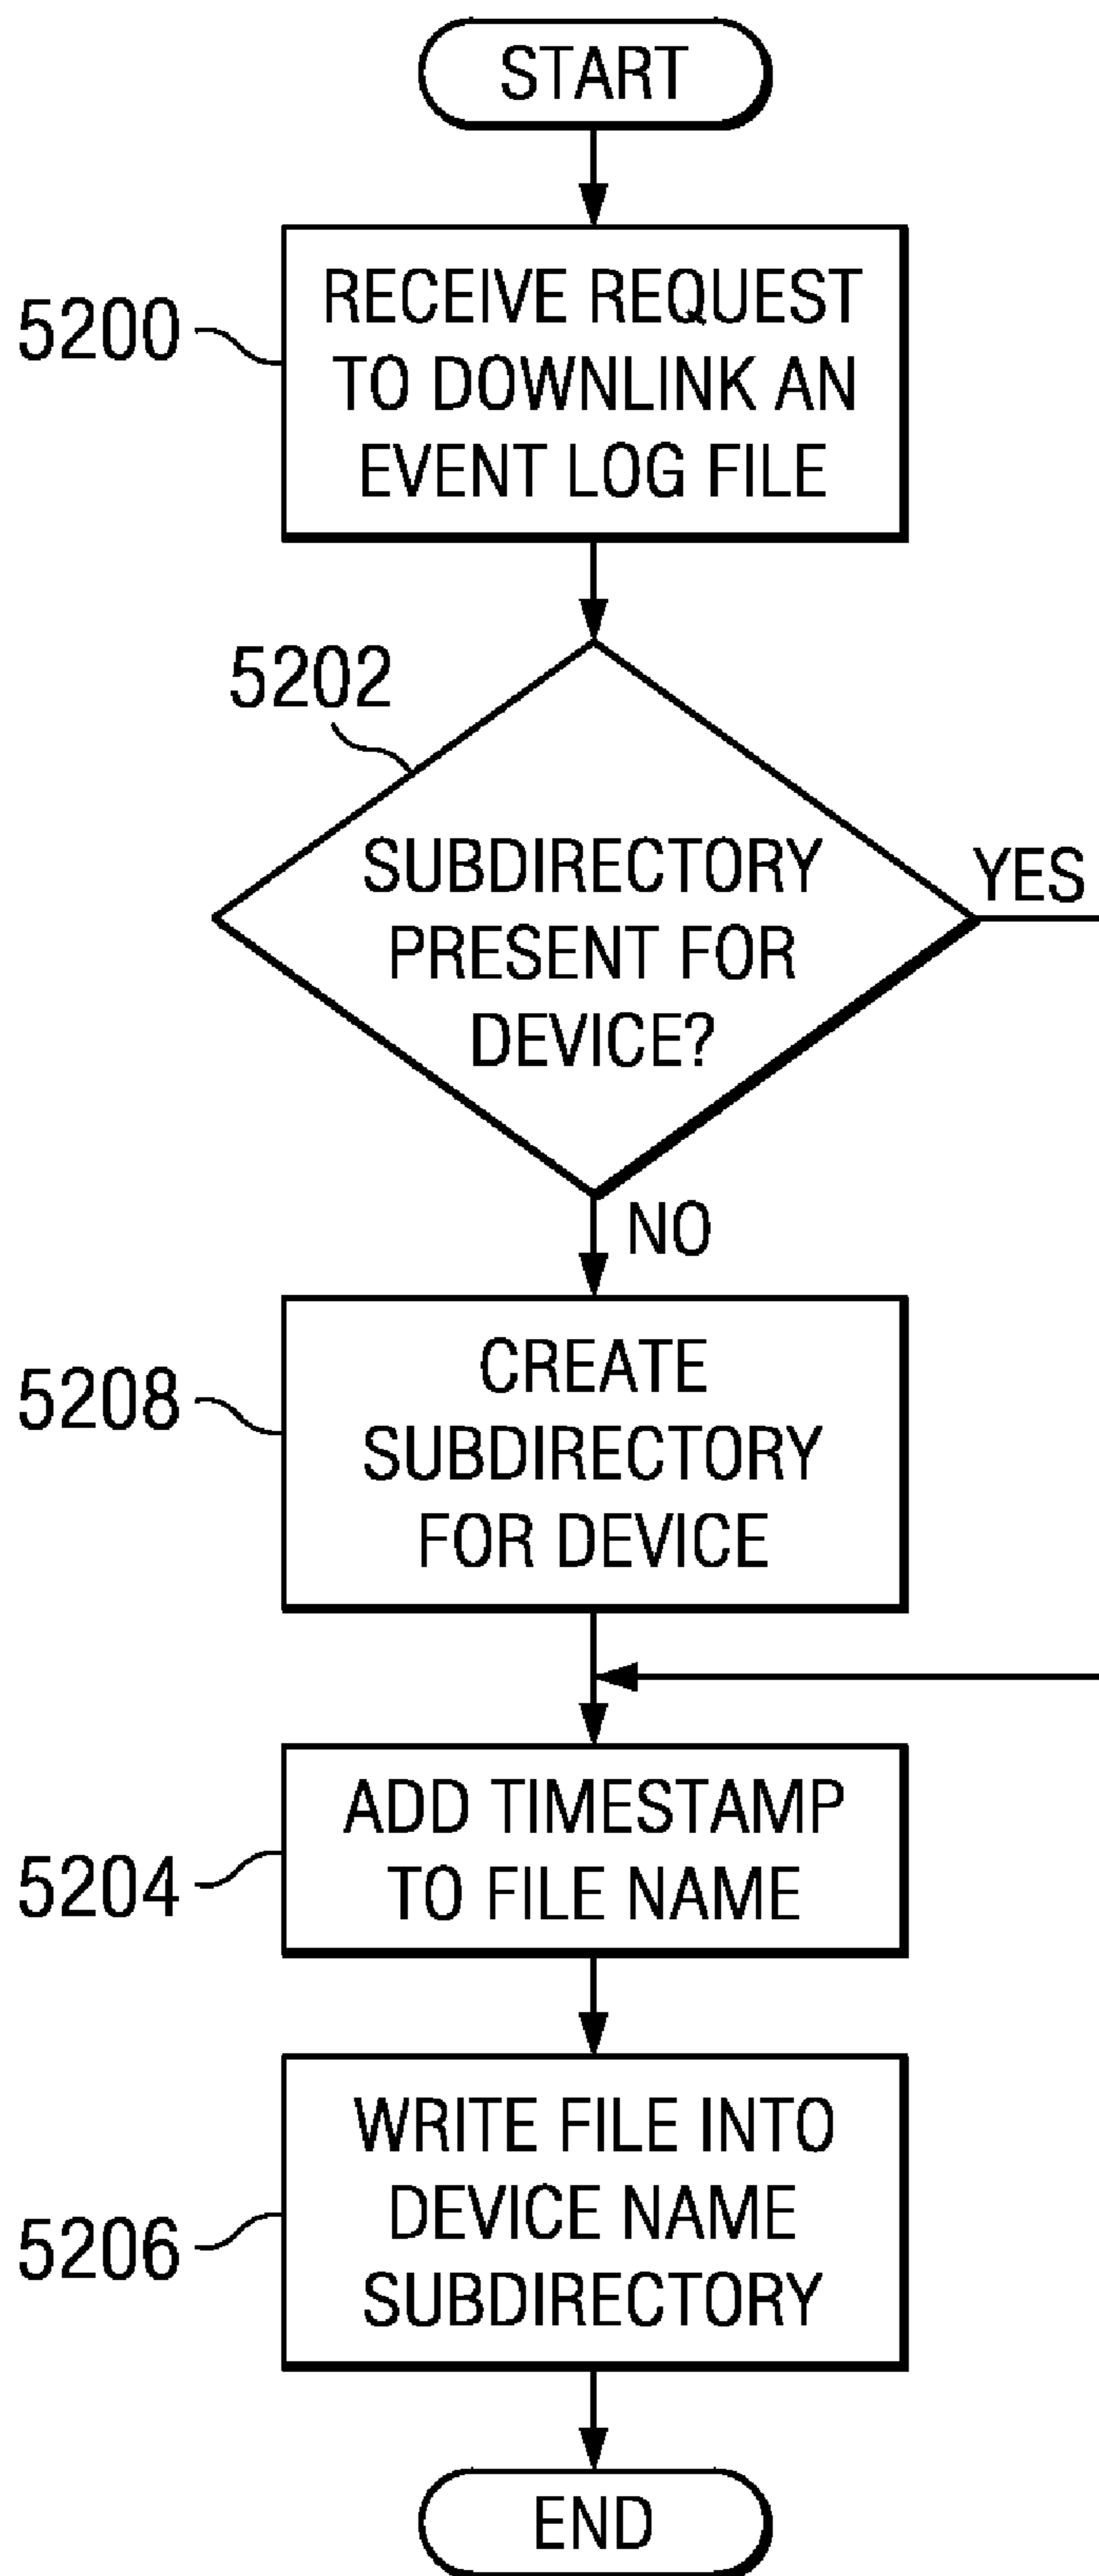 START
5200
RECEIVE REQUEST
TO DOWNLINK AN
EVENT LOG FILE
5202
SUBDIRECTORY
PRESENT FOR
DEVICE?
YES
NO
5208
CREATE
SUBDIRECTORY
FOR DEVICE
5204
ADD TIMESTAMP
TO FILE NAME
5206
WRITE FILE INTO
DEVICE NAME
SUBDIRECTORY
END